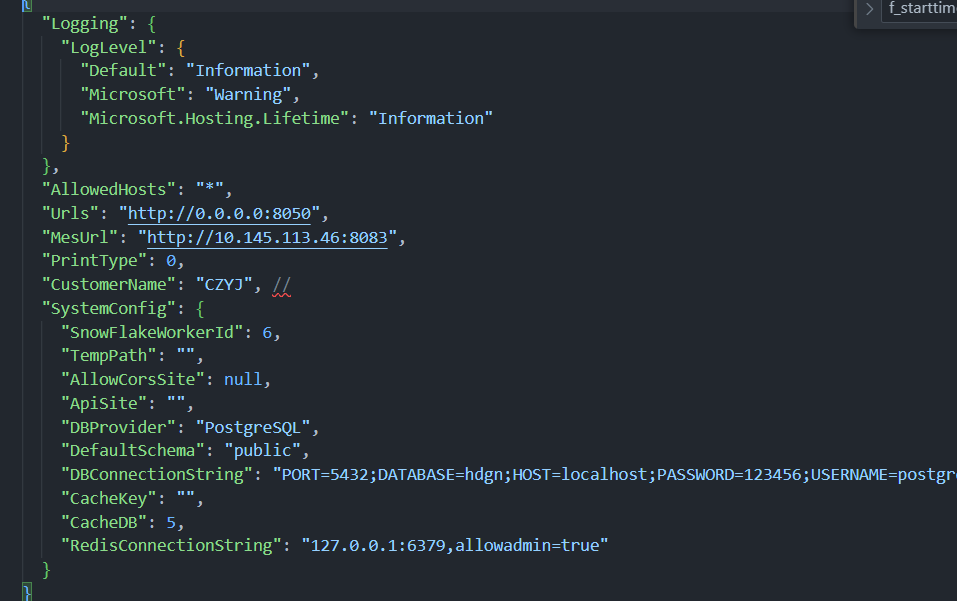 {
f_starttim
"Logging": {
"LogLevel": {
"Default": "Information",
"Microsoft": "Warning",
"Microsoft.Hosting.Lifetime": "Information"
}
},
"AllowedHosts": "*",
"Urls": "http://0.0.0.0:8050",
"MesUrl": "http://10.145.113.46:8083",
"PrintType": 0,
"CustomerName": "CZYJ", //
"SystemConfig": {
"SnowFlakeWorkerId": 6,
"TempPath": "",
"AllowCorsSite": null,
"ApiSite": "",
"DBProvider": "PostgreSQL",
"DefaultSchema": "public",
"DBConnectionString": "PORT=5432;DATABASE=hdgn;HOST=localhost;PASSWORD=123456;USERNAME=postgr
"CacheKey": "",
"CacheDB": 5,
"RedisConnectionString": "127.0.0.1:6379,allowadmin=true"
}
}